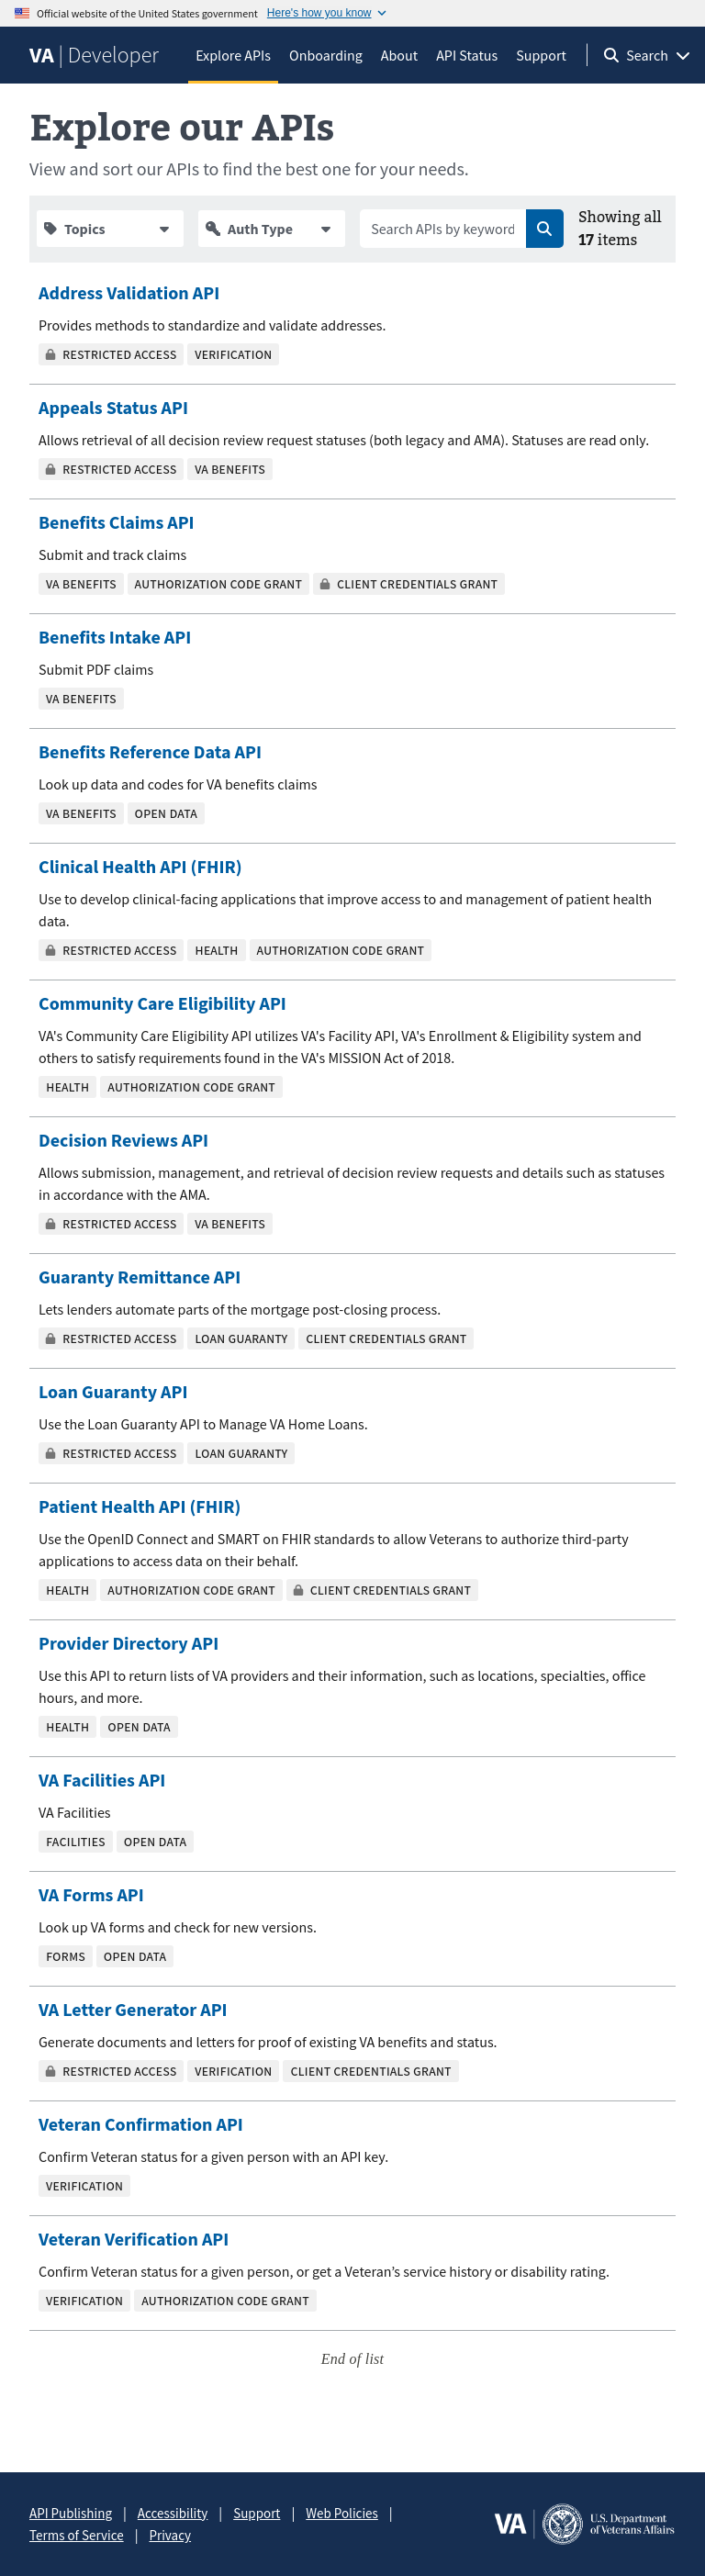 Official website of the United States government Here's how you know
VA | Developer Explore APIs Onboarding About API Status Support Search
Explore our APIs
View and sort our APIs to find the best one for your needs.
Topics Auth Type Search APIs by keyword Showing all
17 items
Address Validation API
Provides methods to standardize and validate addresses.
RESTRICTED ACCESS VERIFICATION
Appeals Status API
Allows retrieval of all decision review request statuses (both legacy and AMA). Statuses are read only.
RESTRICTED ACCESS VA BENEFITS
Benefits Claims API
Submit and track claims
VA BENEFITS AUTHORIZATION CODE GRANT CLIENT CREDENTIALS GRANT
Benefits Intake API
Submit PDF claims
VA BENEFITS
Benefits Reference Data API
Look up data and codes for VA benefits claims
VA BENEFITS OPEN DATA
Clinical Health API (FHIR)
Use to develop clinical-facing applications that improve access to and management of patient health
data.
RESTRICTED ACCESS HEALTH AUTHORIZATION CODE GRANT
Community Care Eligibility API
VA's Community Care Eligibility API utilizes VA's Facility API, VA's Enrollment & Eligibility system and
others to satisfy requirements found in the VA's MISSION Act of 2018.
HEALTH AUTHORIZATION CODE GRANT
Decision Reviews API
Allows submission, management, and retrieval of decision review requests and details such as statuses
in accordance with the AMA.
RESTRICTED ACCESS VA BENEFITS
Guaranty Remittance API
Lets lenders automate parts of the mortgage post-closing process.
RESTRICTED ACCESS LOAN GUARANTY CLIENT CREDENTIALS GRANT
Loan Guaranty API
Use the Loan Guaranty API to Manage VA Home Loans.
RESTRICTED ACCESS LOAN GUARANTY
Patient Health API (FHIR)
Use the OpenID Connect and SMART on FHIR standards to allow Veterans to authorize third-party
applications to access data on their behalf.
HEALTH AUTHORIZATION CODE GRANT CLIENT CREDENTIALS GRANT
Provider Directory API
Use this API to return lists of VA providers and their information, such as locations, specialties, office
hours, and more.
HEALTH OPEN DATA
VA Facilities API
VA Facilities
FACILITIES OPEN DATA
VA Forms API
Look up VA forms and check for new versions.
FORMS OPEN DATA
VA Letter Generator API
Generate documents and letters for proof of existing VA benefits and status.
RESTRICTED ACCESS VERIFICATION CLIENT CREDENTIALS GRANT
Veteran Confirmation API
Confirm Veteran status for a given person with an API key.
VERIFICATION
Veteran Verification API
Confirm Veteran status for a given person, or get a Veteran’s service history or disability rating.
VERIFICATION AUTHORIZATION CODE GRANT
End of list
API Publishing | Accessibility | Support | Web Policies |
Terms of Service | Privacy
VA | U.S. Department
of Veterans Affairs